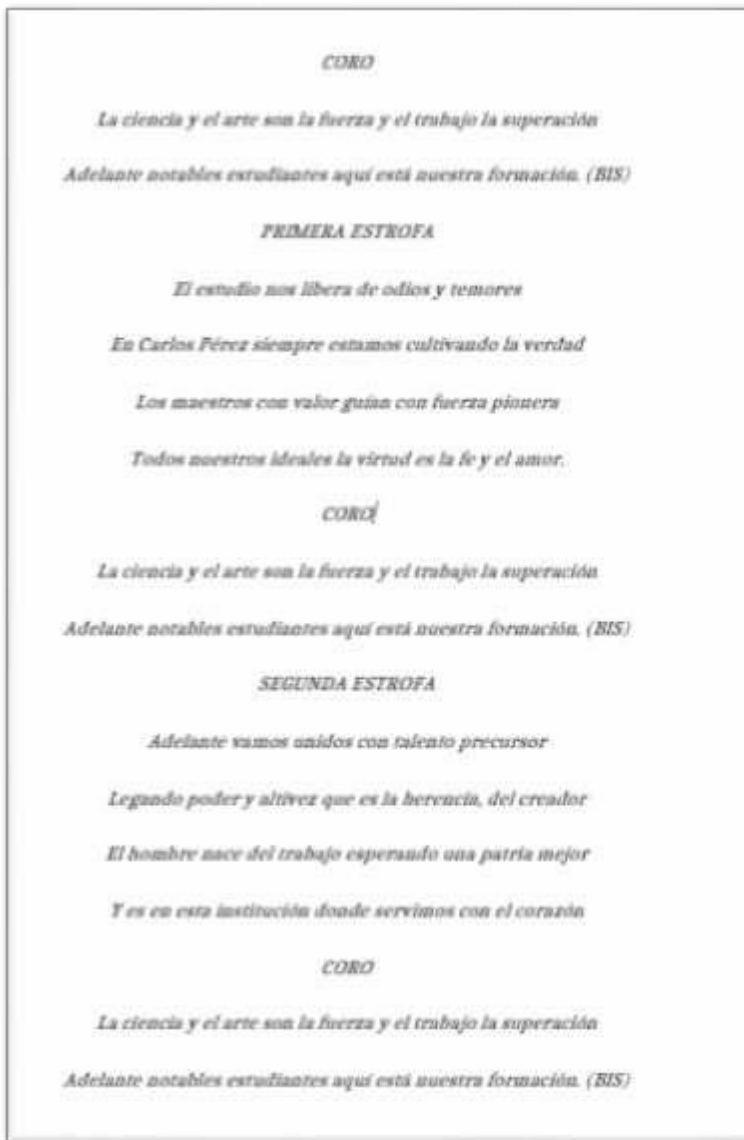 CORO
La ciencia y el arte son la fuerza y el trabajo la superación
Adelante notables estudiantes aquí está nuestra formación. (BIS)
PRIMERA ESTROFA
El estudio nos libera de odios y temores
En Carlos Pérez siempre estamos cultivando la verdad
Los maestros con valor guían con fuerza pionera
Todos nuestros ideales la virtud es la fe y el amor.
CORO
La ciencia y el arte son la fuerza y el trabajo la superación
Adelante notables estudiantes aquí está nuestra formación. (BIS)
SEGUNDA ESTROFA
Adelante vamos unidos con talento precursor
Legando poder y altivez que es la herencia, del creador
El hombre nace del trabajo esperando una patria mejor
Y es en esta institución donde servimos con el corazón
CORO
La ciencia y el arte son la fuerza y el trabajo la superación
Adelante notables estudiantes aquí está nuestra formación. (BIS)